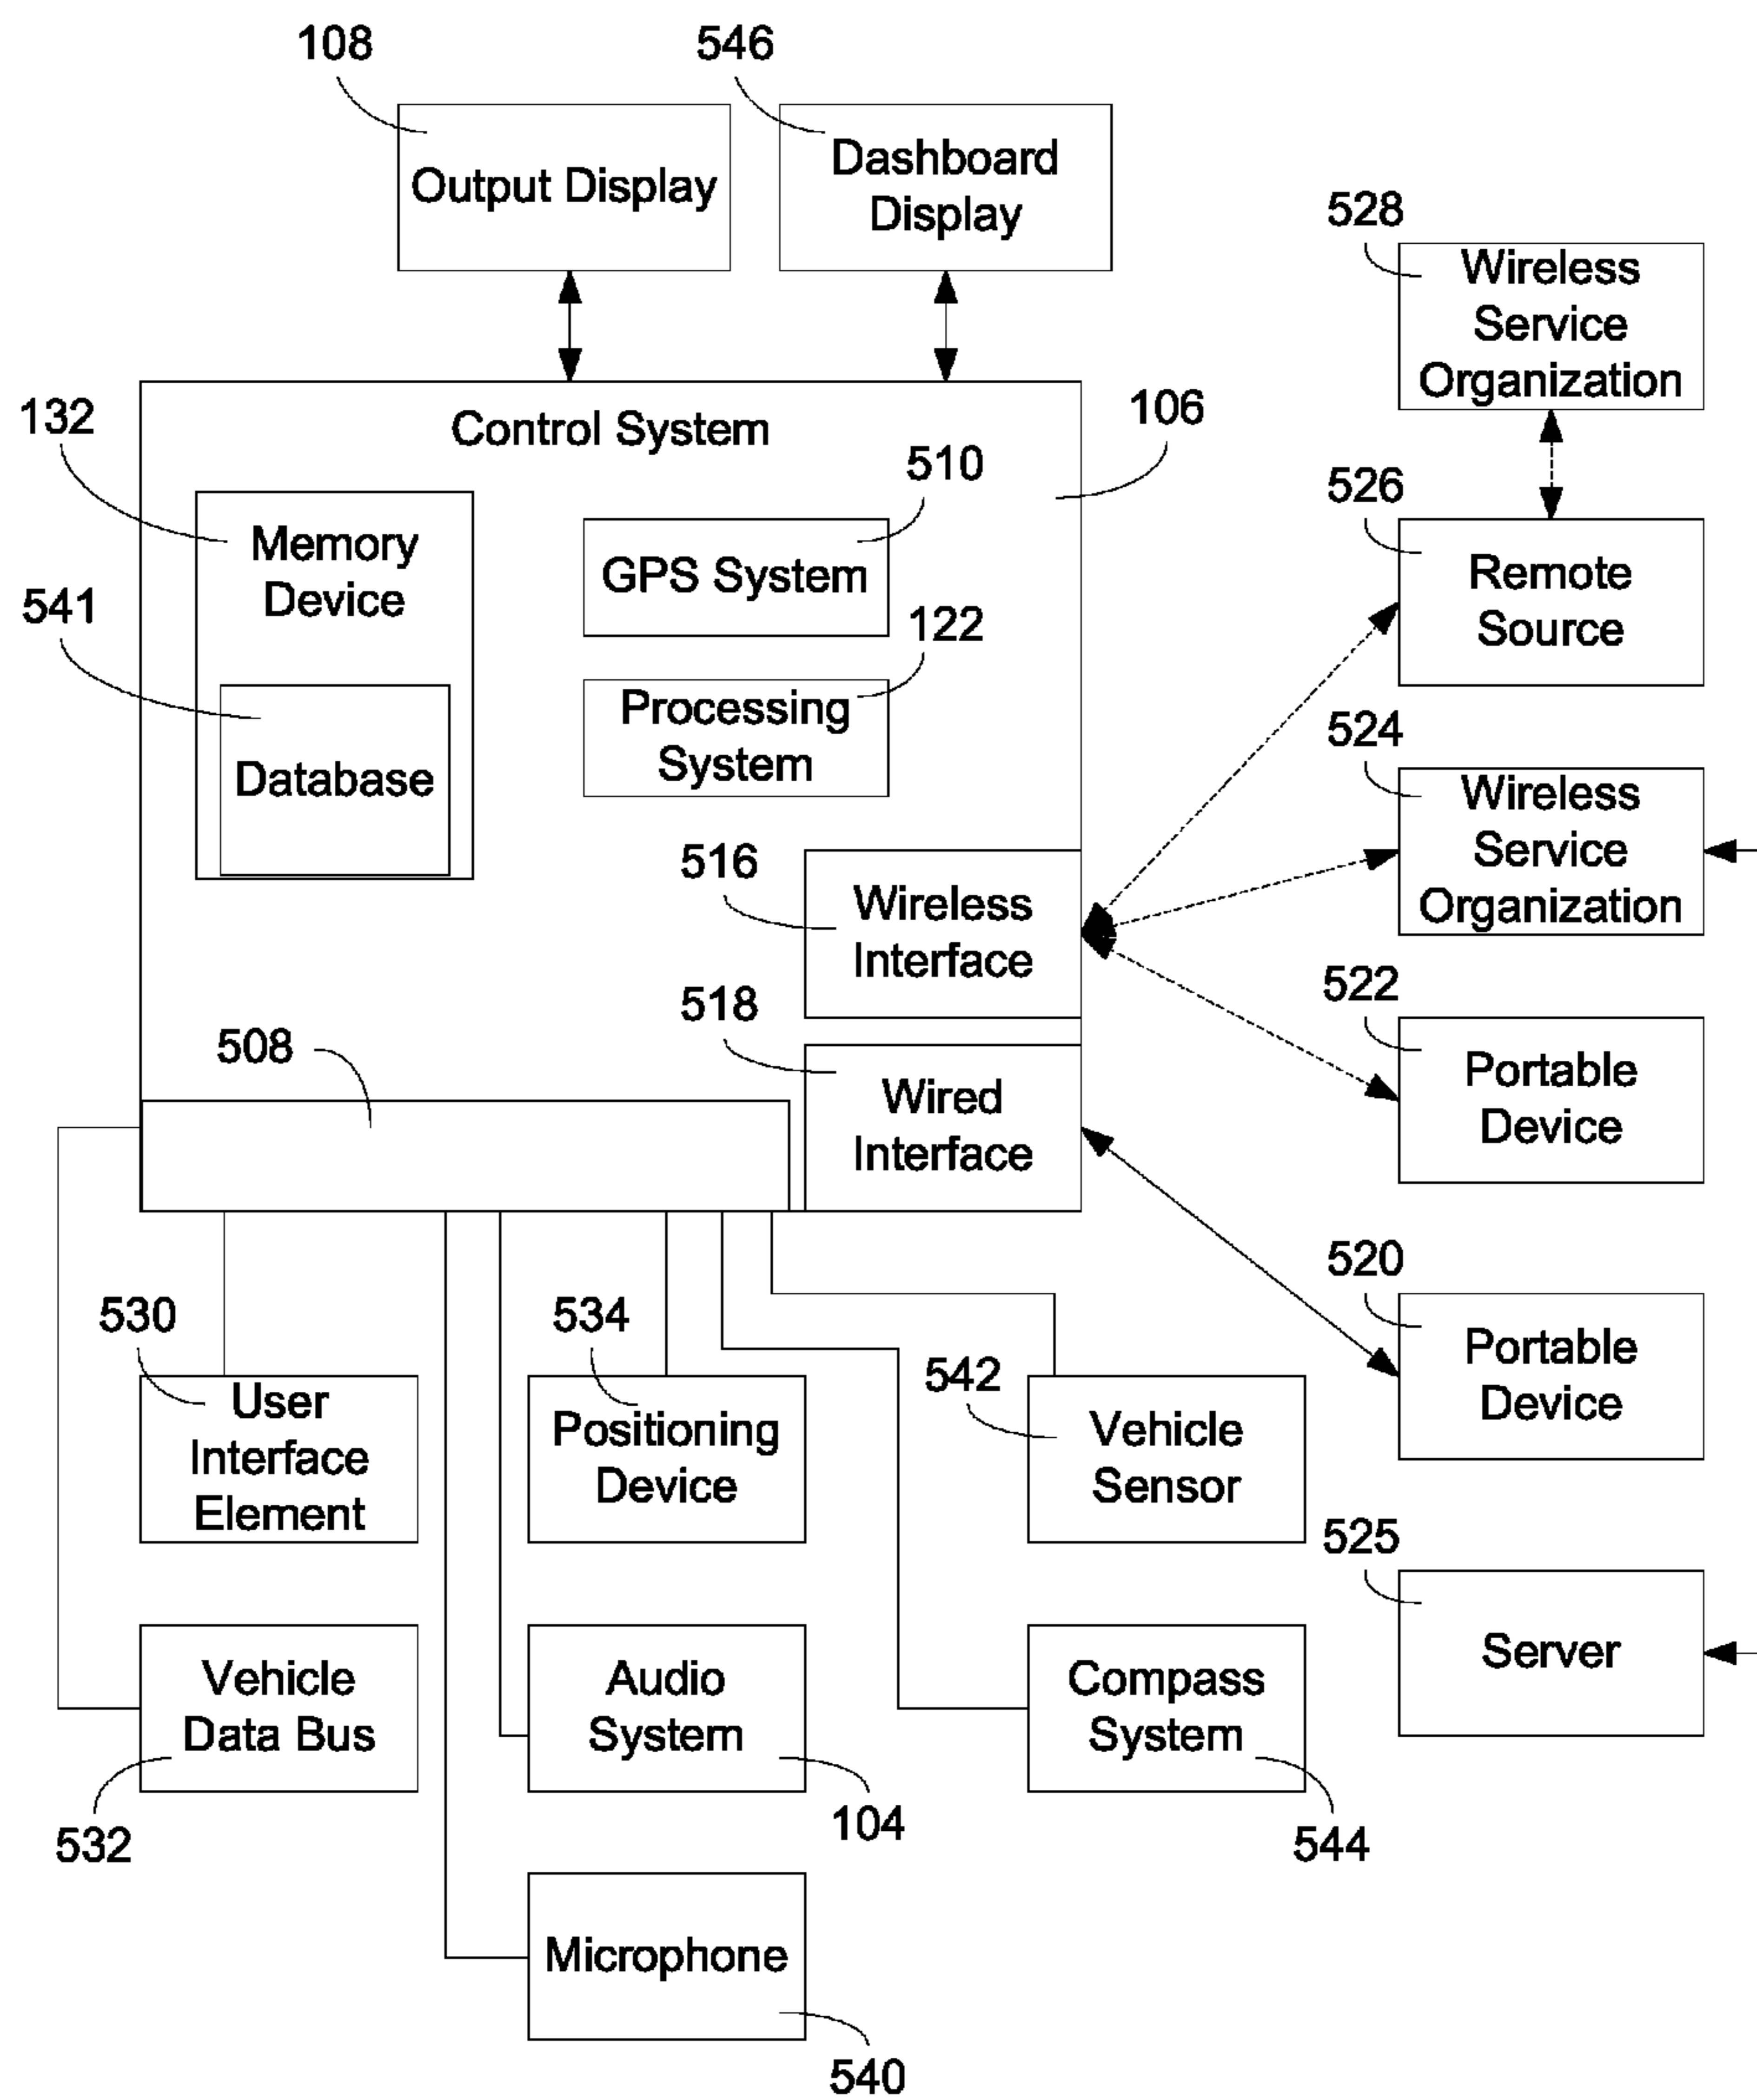 108
546
Output Display
Dashboard
Display
528
Wireless
Service
Organization
132
Control System
106
510
526
Memory
Device
GPS System
Remote
Source
541
122
Processing
System
Database
524
Wireless
Service
Organization
516
Wireless
Interface
518
522
Portable
Device
508
Wired
Interface
520
Portable
Device
530
User
Interface
Element
534
Positioning
Device
542
Vehicle
Sensor
525
Server
Vehicle
Data Bus
532
Audio
System
104
Compass
System
544
Microphone
540